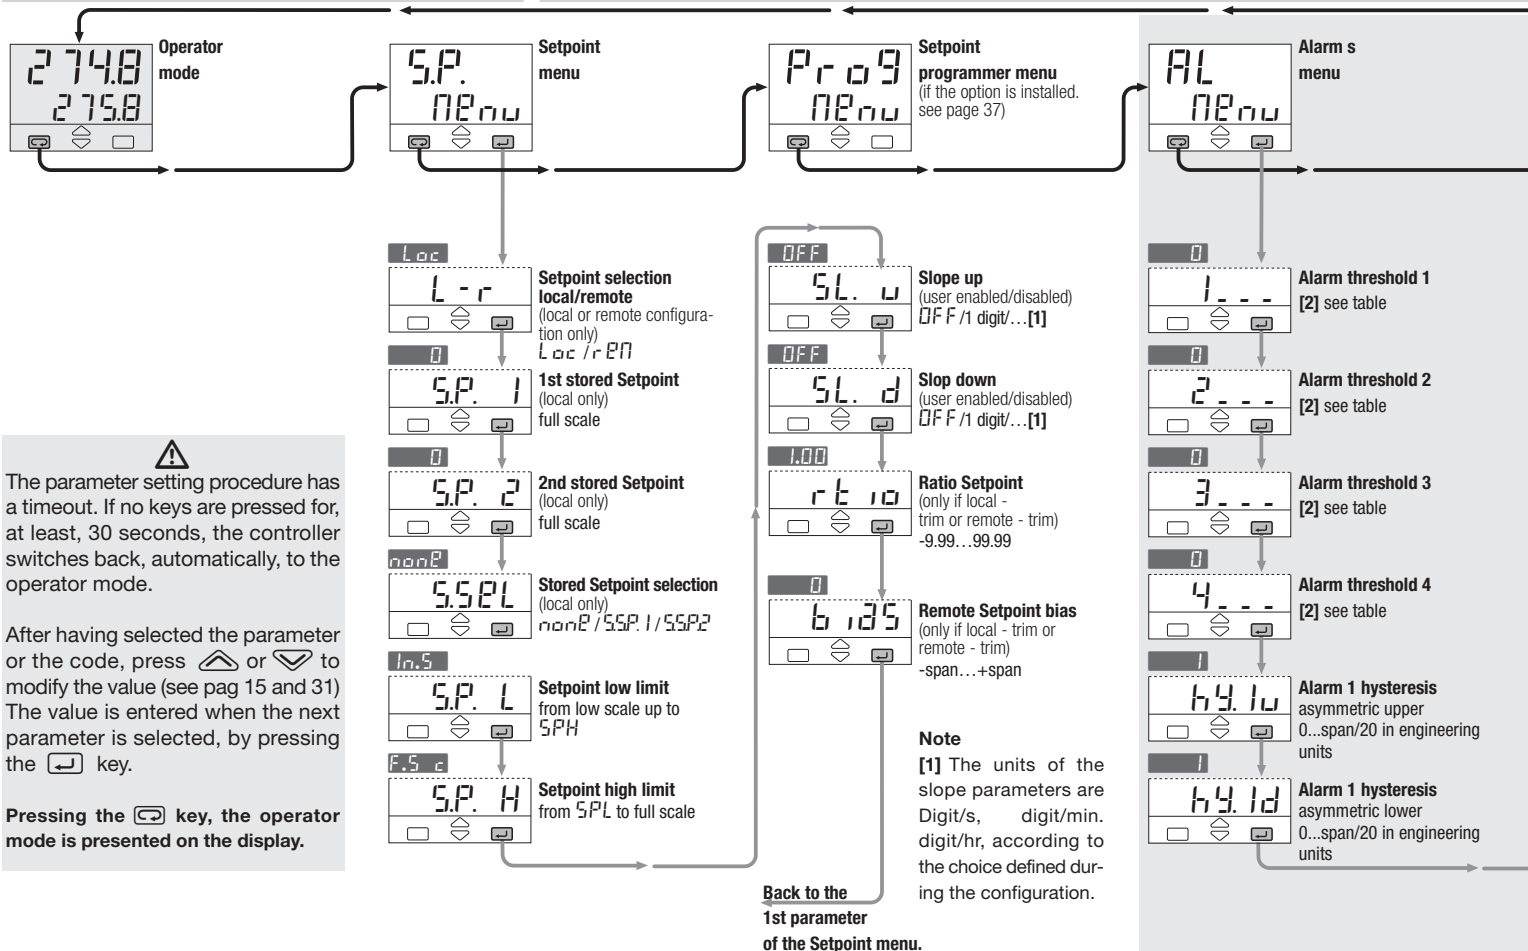 274.8
275.8
Operator
mode
S.P.
MEnu
Setpoint
menu
ProG
MEnu
Setpoint
programmer menu
(if the option is installed.
see page 37)
AL
MEnu
Alarm s
menu
The parameter setting procedure has
a timeout. If no keys are pressed for,
at least, 30 seconds, the controller
switches back, automatically, to the
operator mode.
After having selected the parameter
or the code, press or to
modify the value (see pag 15 and 31)
The value is entered when the next
parameter is selected, by pressing
the key.
Pressing the key, the operator
mode is presented on the display.
Loc
L-r
Setpoint selection
local/remote
(local or remote configura-
tion only)
Loc /rEM
0
S.P. 1
1st stored Setpoint
(local only)
full scale
0
S.P. 2
2nd stored Setpoint
(local only)
full scale
nonE
S.SEL
Stored Setpoint selection
(local only)
nonE/S.SP.1/S.SP.2
In.S
S.P. L
Setpoint low limit
from low scale up to
SPH
F.S c
S.P. H
Setpoint high limit
from SPL to full scale
OFF
SL. u
Slope up
(user enabled/disabled)
OFF/1 digit/…[1]
OFF
SL. d
Slop down
(user enabled/disabled)
OFF/1 digit/…[1]
1.00
rtio
Ratio Setpoint
(only if local -
trim or remote - trim)
-9.99…99.99
0
biaS
Remote Setpoint bias
(only if local - trim or
remote - trim)
-span…+span
Back to the
1st parameter
of the Setpoint menu.
Note
[1] The units of the
slope parameters are
Digit/s, digit/min.
digit/hr, according to
the choice defined dur-
ing the configuration.
0
1_ _ _
Alarm threshold 1
[2] see table
0
2_ _ _
Alarm threshold 2
[2] see table
0
3_ _ _
Alarm threshold 3
[2] see table
0
4_ _ _
Alarm threshold 4
[2] see table
1
hy.1u
Alarm 1 hysteresis
asymmetric upper
0...span/20 in engineering
units
1
hy.1d
Alarm 1 hysteresis
asymmetric lower
0...span/20 in engineering
units